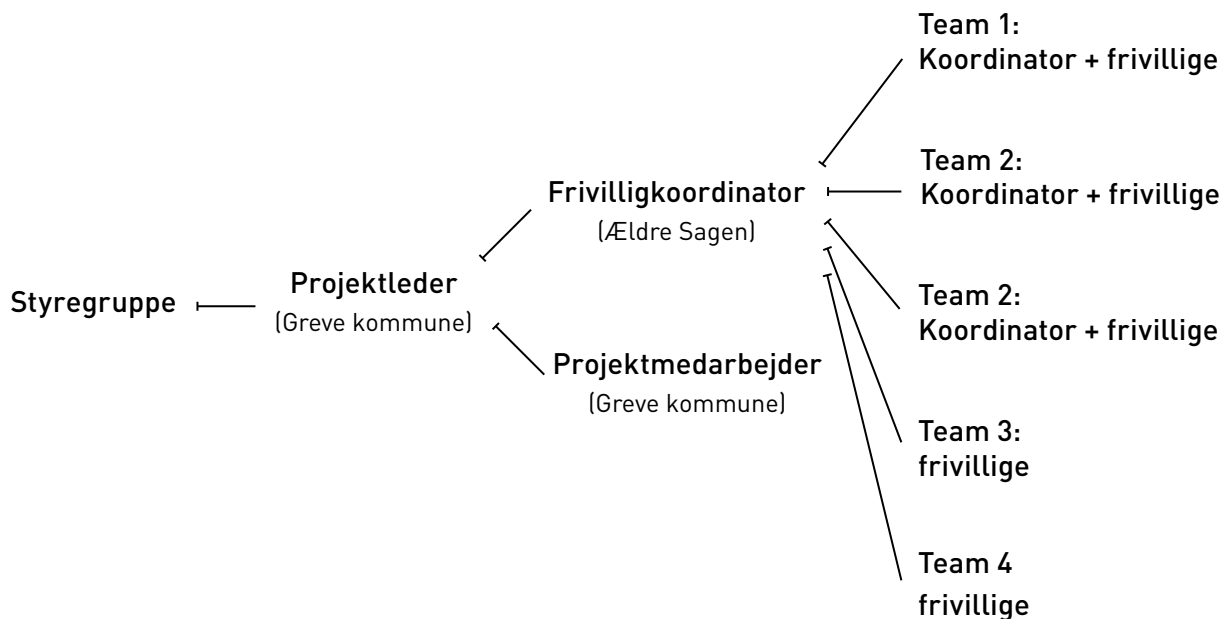 Styregruppe
Projektleder
(Greve kommune)
Frivilligkoordinator
(Ældre Sagen)
Projektmedarbejder
(Greve kommune)
Team 1:
Koordinator + frivillige
Team 2:
Koordinator + frivillige
Team 2:
Koordinator + frivillige
Team 3:
frivillige
Team 4
frivillige